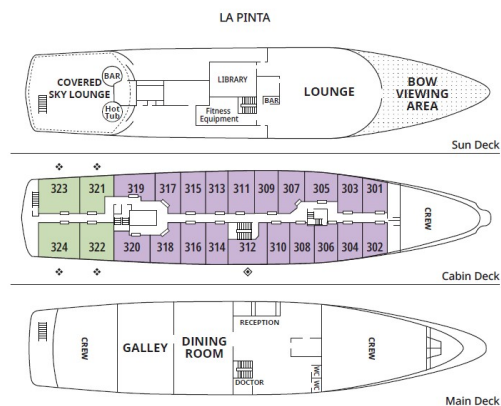 LA PINTA
COVERED
SKY LOUNGE
BAR
Hot
Tub
LIBRARY
Fitness
Equipment
BAR
LOUNGE
BOW
VIEWING
AREA
Sun Deck
323 321 319 317 315 313 311 309 307 305 303 301
324 322 320 318 316 314 312 310 308 306 304 302
CREW
Cabin Deck
CREW
GALLEY
DINING
ROOM
RECEPTION
DOCTOR
WC
WC
CREW
Main Deck